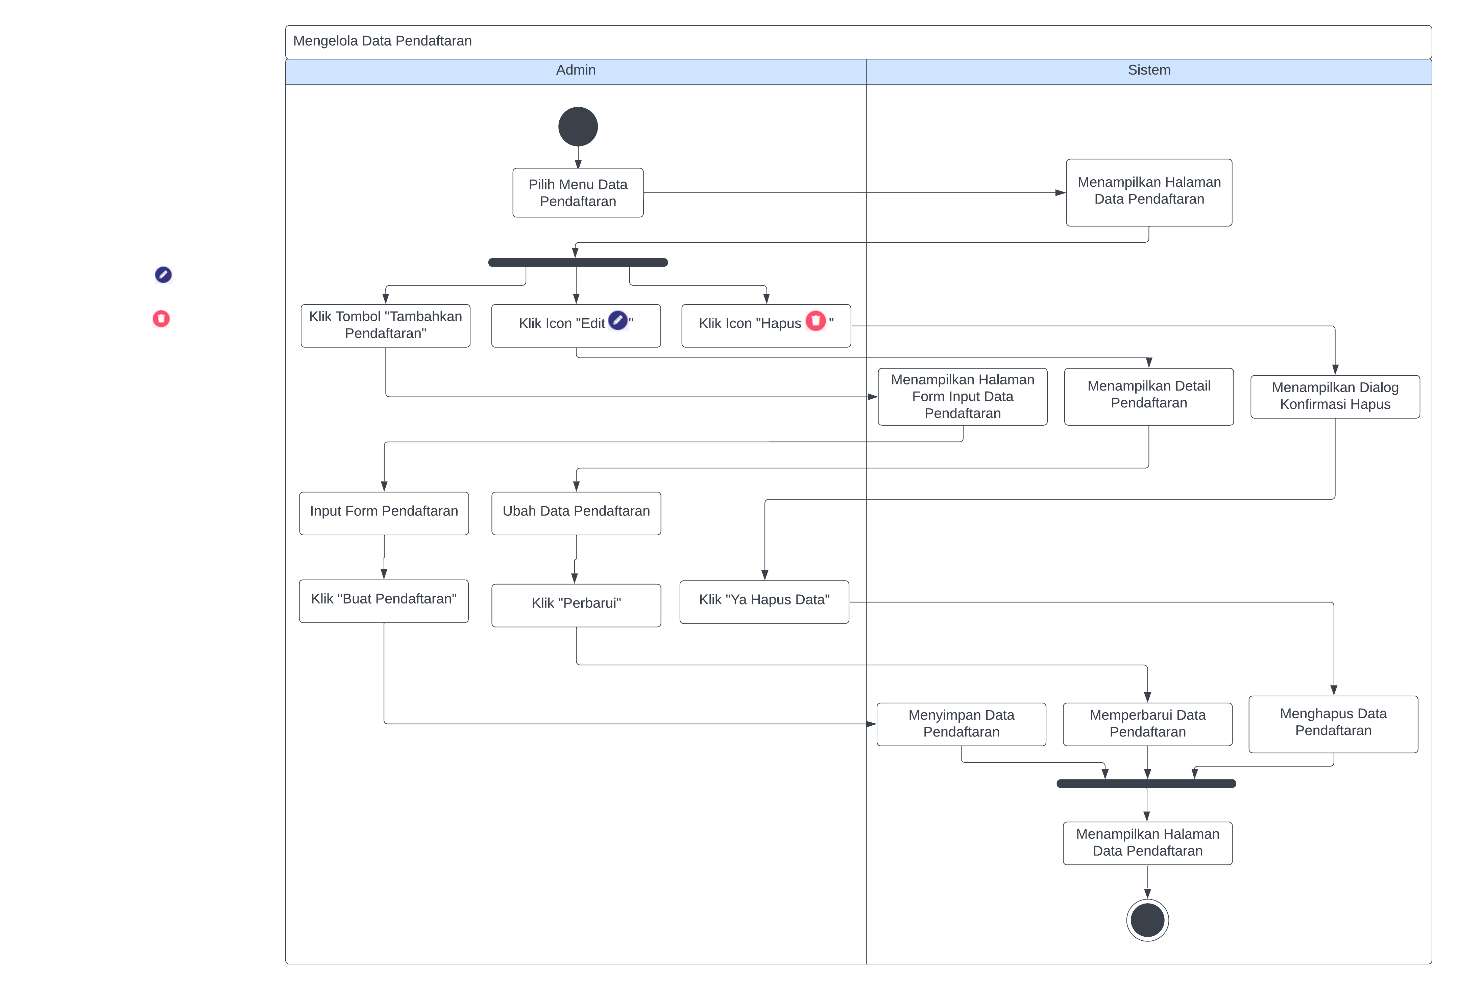 Mengelola Data Pendaftaran
Admin
Sistem
Pilih Menu Data
Pendaftaran
Menampilkan Halaman
Data Pendaftaran
Klik Tombol "Tambahkan
Pendaftaran"
Klik Icon "Edit "
Klik Icon "Hapus "
Menampilkan Halaman
Form Input Data
Pendaftaran
Menampilkan Detail
Pendaftaran
Menampilkan Dialog
Konfirmasi Hapus
Input Form Pendaftaran
Ubah Data Pendaftaran
Klik "Buat Pendaftaran"
Klik "Perbarui"
Klik "Ya Hapus Data"
Menyimpan Data
Pendaftaran
Memperbarui Data
Pendaftaran
Menghapus Data
Pendaftaran
Menampilkan Halaman
Data Pendaftaran